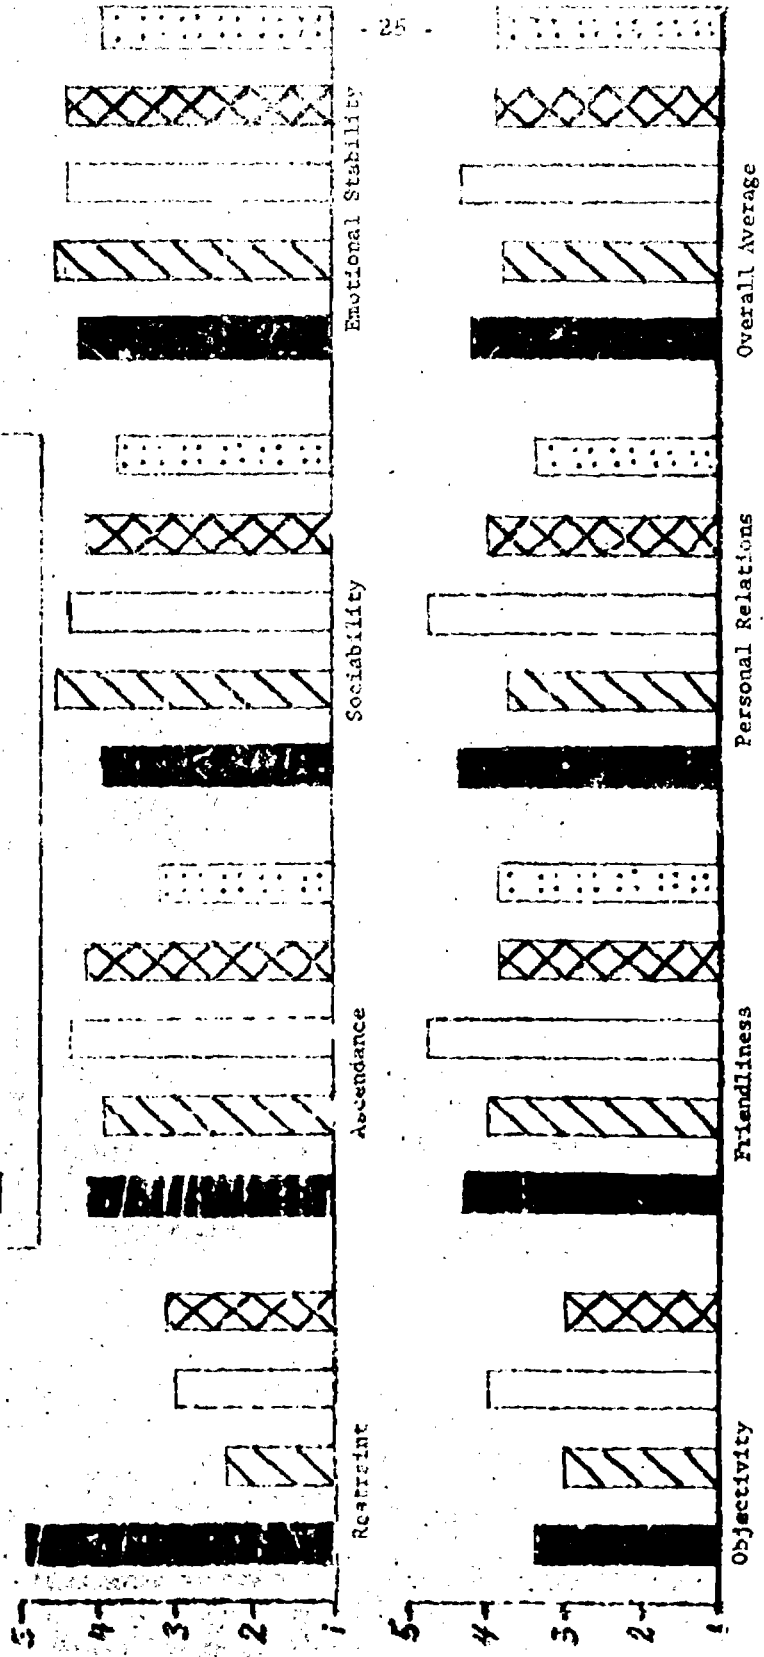 - 25 -
5
4
3
2
1
Restraint
Ascendance
Sociability
Emotional Stability
5
4
3
2
1
Objectivity
Friendliness
Personal Relations
Overall Average